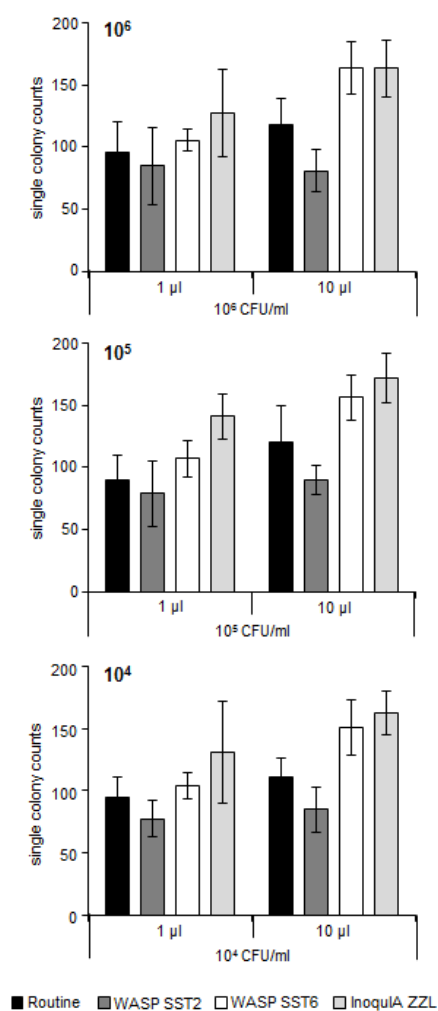 200
10⁶
150
100
50
0
single colony counts
1 µl 10 µl
10⁶ CFU/ml
200
10⁵
150
100
50
0
single colony counts
1 µl 10 µl
10⁵ CFU/ml
200
10⁴
150
100
50
0
single colony counts
1 µl 10 µl
10⁴ CFU/ml
Routine WASP SST2 WASP SST6 InoqulA ZZL